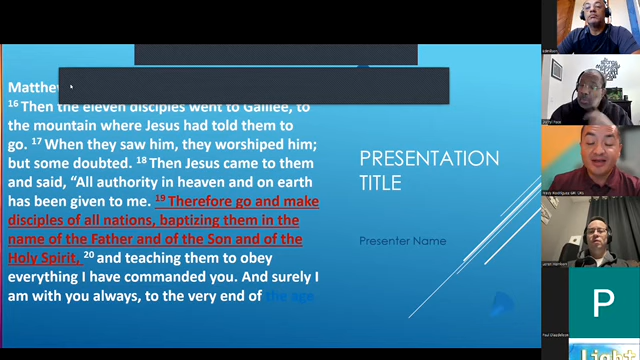 Matthew
16 Then the eleven disciples went to Galilee, to
the mountain where Jesus had told them to
go. 17 When they saw him, they worshiped him;
but some doubted. 18 Then Jesus came to them
and said, “All authority in heaven and on earth
has been given to me. 19 Therefore go and make
disciples of all nations, baptizing them in the
name of the Father and of the Son and of the
Holy Spirit, 20 and teaching them to obey
everything I have commanded you. And surely I
am with you always, to the very end of the age
PRESENTATION
TITLE
Presenter Name
P
Light